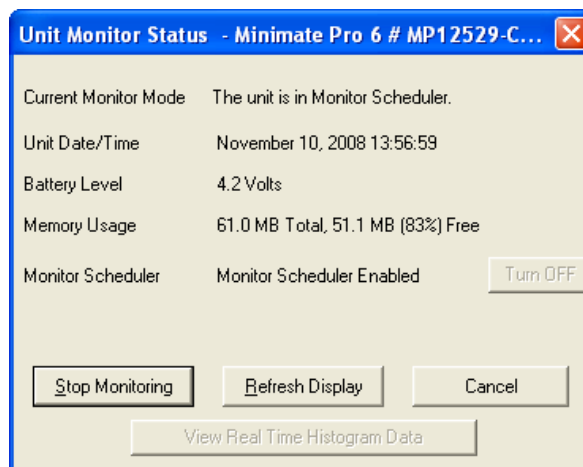 Unit Monitor Status - Minimate Pro 6 # MP12529-C...
Current Monitor Mode The unit is in Monitor Scheduler.
Unit Date/Time November 10, 2008 13:56:59
Battery Level 4.2 Volts
Memory Usage 61.0 MB Total, 51.1 MB (83%) Free
Monitor Scheduler Monitor Scheduler Enabled Turn OFF
Stop Monitoring Refresh Display Cancel
View Real Time Histogram Data